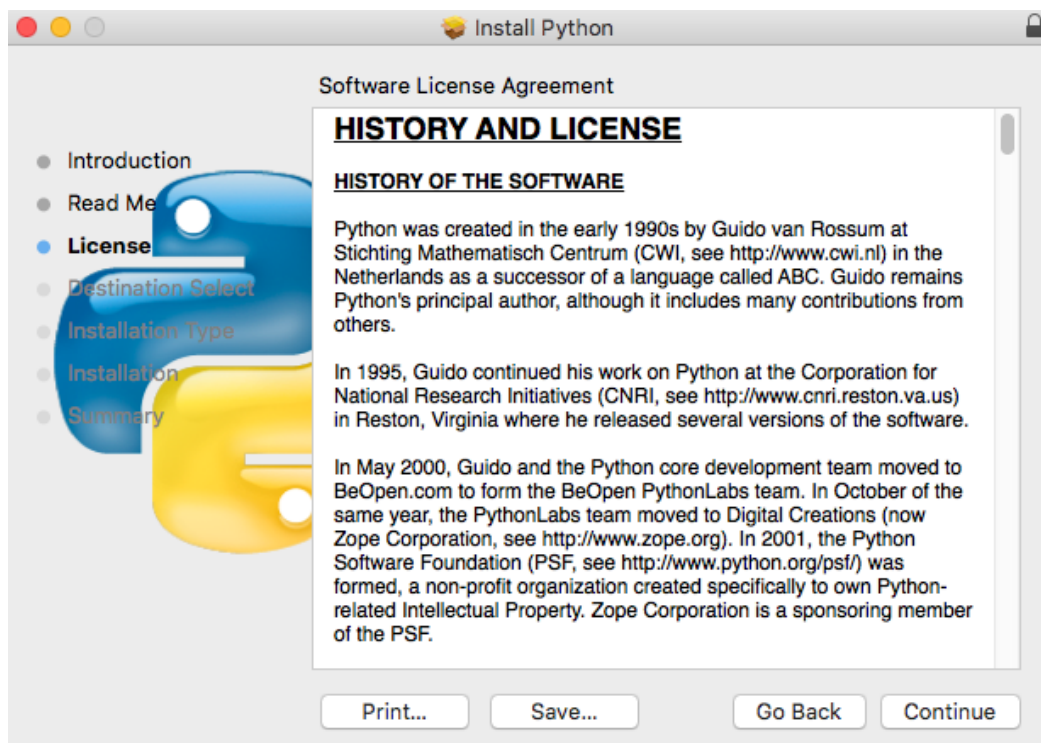 Install Python
Software License Agreement
Introduction
Read Me
License
Destination Select
Installation Type
Installation
Summary
HISTORY AND LICENSE
HISTORY OF THE SOFTWARE
Python was created in the early 1990s by Guido van Rossum at
Stichting Mathematisch Centrum (CWI, see http://www.cwi.nl) in the
Netherlands as a successor of a language called ABC. Guido remains
Python's principal author, although it includes many contributions from
others.
In 1995, Guido continued his work on Python at the Corporation for
National Research Initiatives (CNRI, see http://www.cnri.reston.va.us)
in Reston, Virginia where he released several versions of the software.
In May 2000, Guido and the Python core development team moved to
BeOpen.com to form the BeOpen PythonLabs team. In October of the
same year, the PythonLabs team moved to Digital Creations (now
Zope Corporation, see http://www.zope.org). In 2001, the Python
Software Foundation (PSF, see http://www.python.org/psf/) was
formed, a non-profit organization created specifically to own Python-
related Intellectual Property. Zope Corporation is a sponsoring member
of the PSF.
Print...
Save...
Go Back
Continue